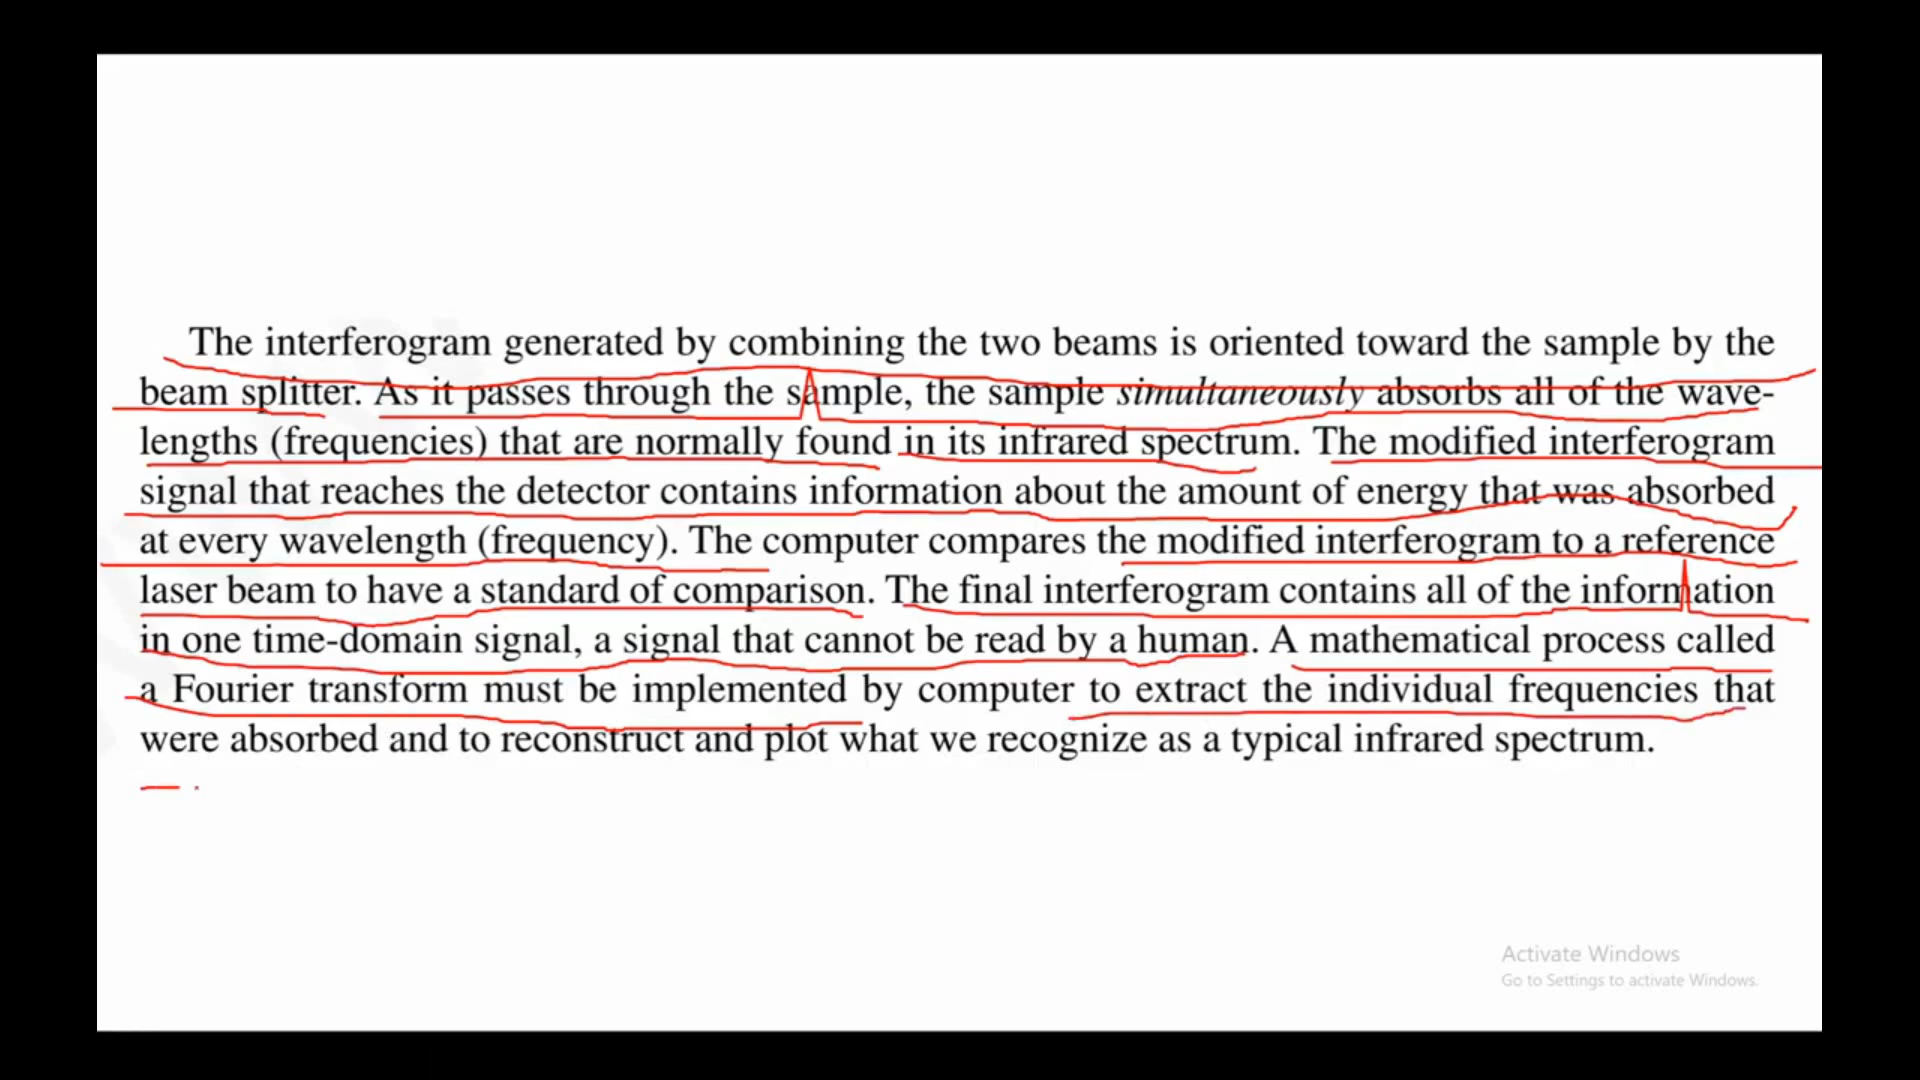 The interferogram generated by combining the two beams is oriented toward the sample by the
beam splitter. As it passes through the sample, the sample simultaneously absorbs all of the wave-
lengths (frequencies) that are normally found in its infrared spectrum. The modified interferogram
signal that reaches the detector contains information about the amount of energy that was absorbed
at every wavelength (frequency). The computer compares the modified interferogram to a reference
laser beam to have a standard of comparison. The final interferogram contains all of the information
in one time-domain signal, a signal that cannot be read by a human. A mathematical process called
a Fourier transform must be implemented by computer to extract the individual frequencies that
were absorbed and to reconstruct and plot what we recognize as a typical infrared spectrum.
Activate Windows
Go to Settings to activate Windows.